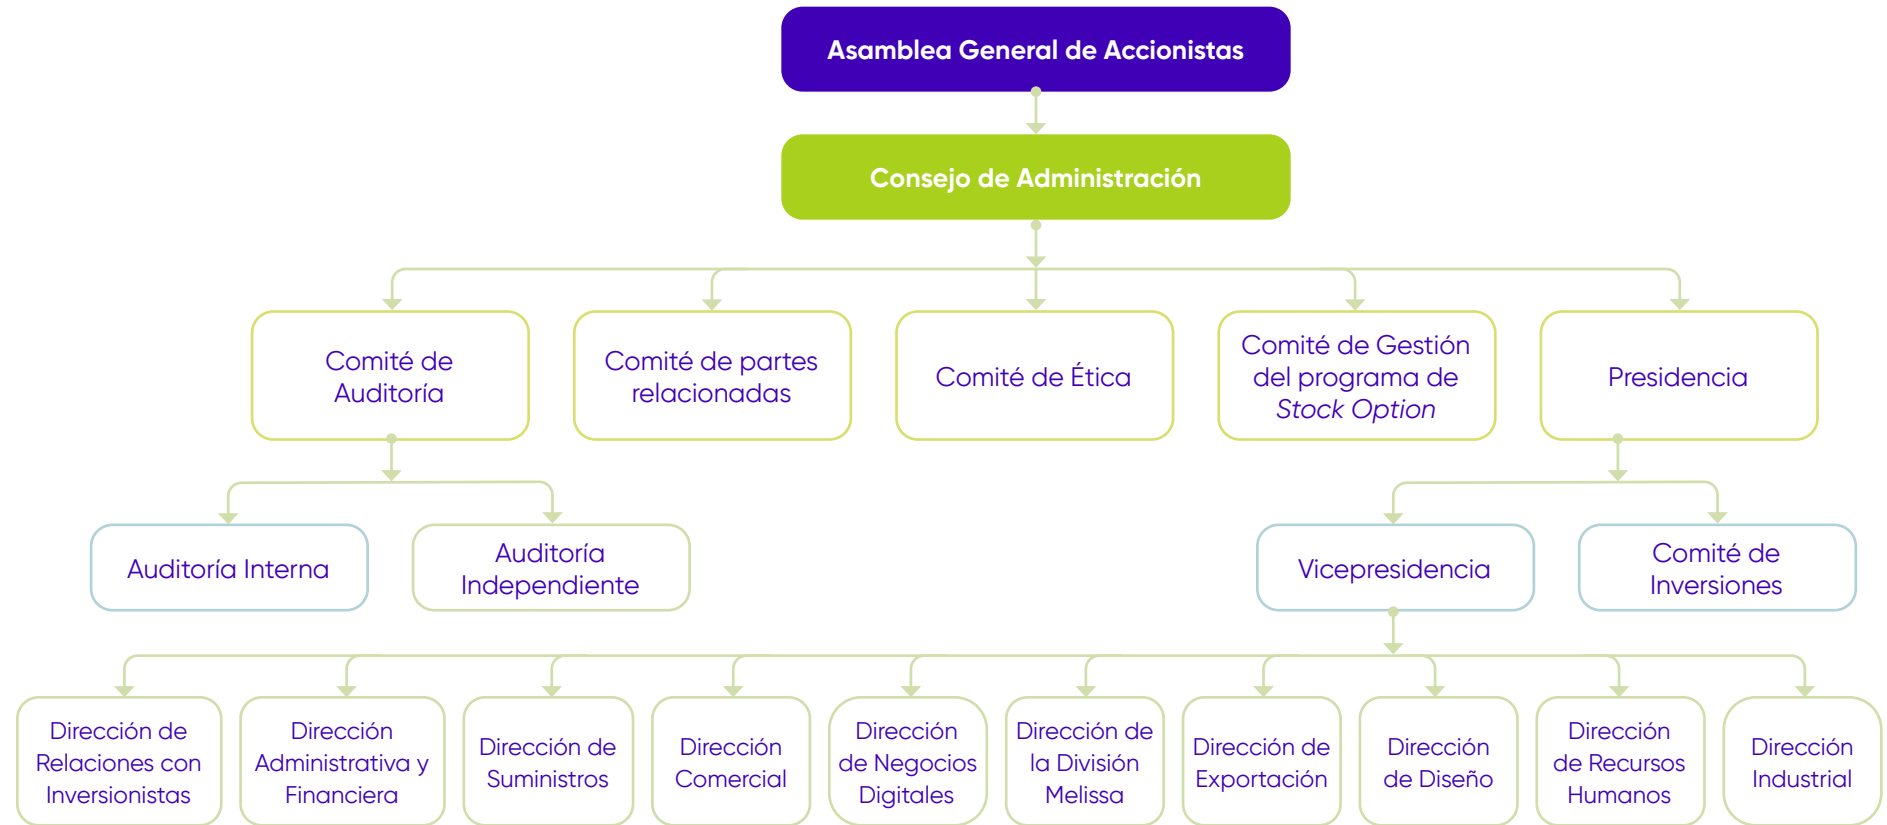 Asamblea General de Accionistas
Consejo de Administración
Comité de
Auditoría
Comité de partes
relacionadas
Comité de Ética
Comité de Gestión
del programa de
Stock Option
Presidencia
Auditoría Interna
Auditoría
Independiente
Vicepresidencia
Comité de
Inversiones
Dirección de
Relaciones con
Inversionistas
Dirección
Administrativa y
Financiera
Dirección de
Suministros
Dirección
Comercial
Dirección
de Negocios
Digitales
Dirección de
la División
Melissa
Dirección de
Exportación
Dirección
de Diseño
Dirección
de Recursos
Humanos
Dirección
Industrial